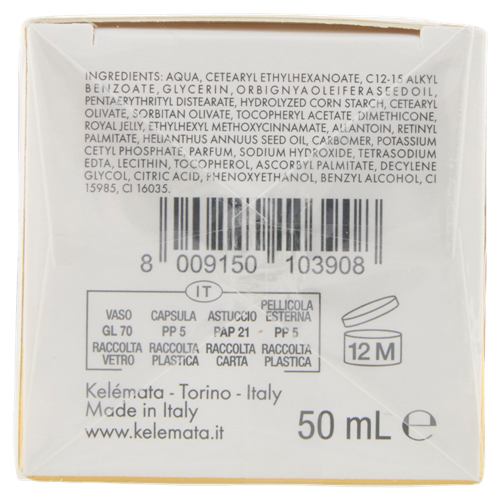 INGREDIENTS: AQUA, CETEARYL ETHYLHEXANOATE, C12-15 ALKYL
BENZOATE, GLYCERIN, ORBIGNYA OLEIFERA SEED OIL,
PENTAERYTHRITYL DISTEARATE, HYDROLYZED CORN STARCH, CETEARYL
OLIVATE, SORBITAN OLIVATE, TOCOPHERYL ACETATE, DIMETHICONE,
ROYAL JELLY, ETHYLHEXYL METHOXYCINNAMATE, ALLANTOIN, RETINYL
PALMITATE, HELIANTHUS ANNUUS SEED OIL, CARBOMER, POTASSIUM
CETYL PHOSPHATE, PARFUM, SODIUM HYDROXIDE, TETRASODIUM
EDTA, LECITHIN, TOCOPHEROL, ASCORBYL PALMITATE, DECYLENE
GLYCOL, CITRIC ACID, PHENOXYETHANOL, BENZYL ALCOHOL, CI
15985, CI 16035.
8 009150 103908
IT
VASO CAPSULA ASTUCCIO PELLICOLA ESTERNA
GL 70 PP 5 PAP 21 PP 5
RACCOLTA RACCOLTA RACCOLTA RACCOLTA
VETRO PLASTICA CARTA PLASTICA
12 M
Kelémata - Torino - Italy
Made in Italy
www.kelemata.it
50 mL ℮